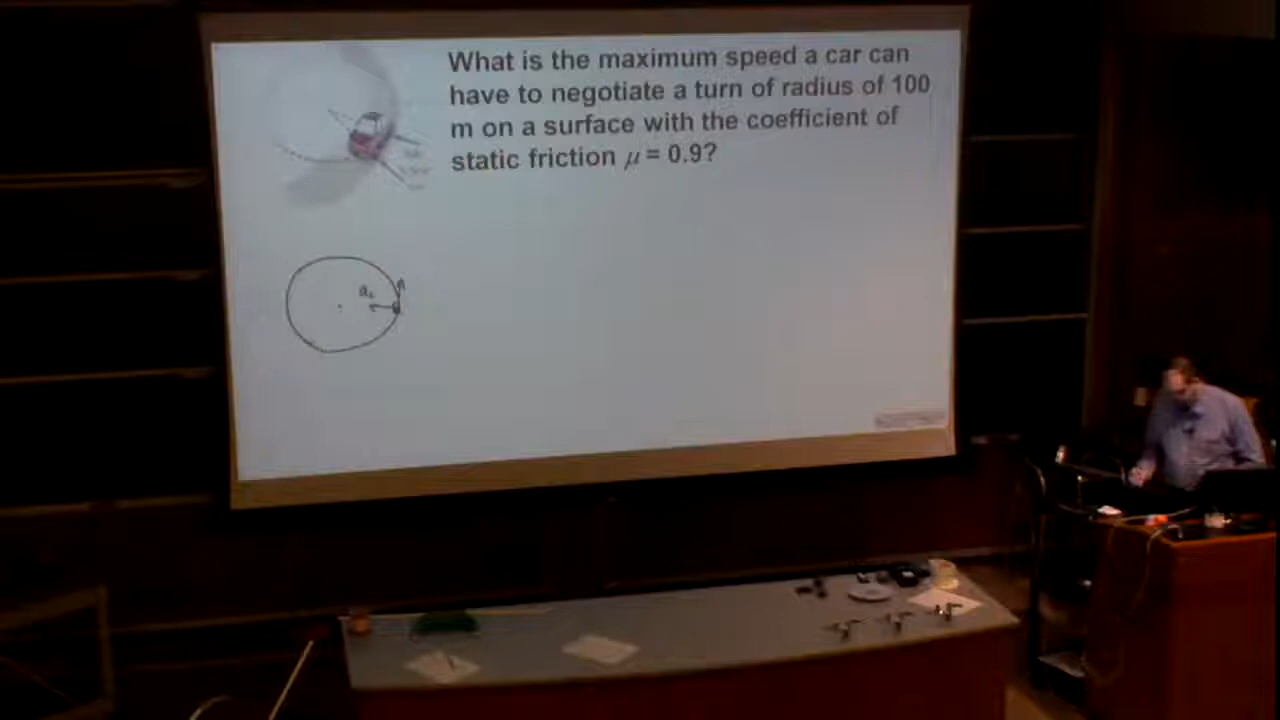 What is the maximum speed a car can
have to negotiate a turn of radius of 100
m on a surface with the coefficient of
static friction μ = 0.9?